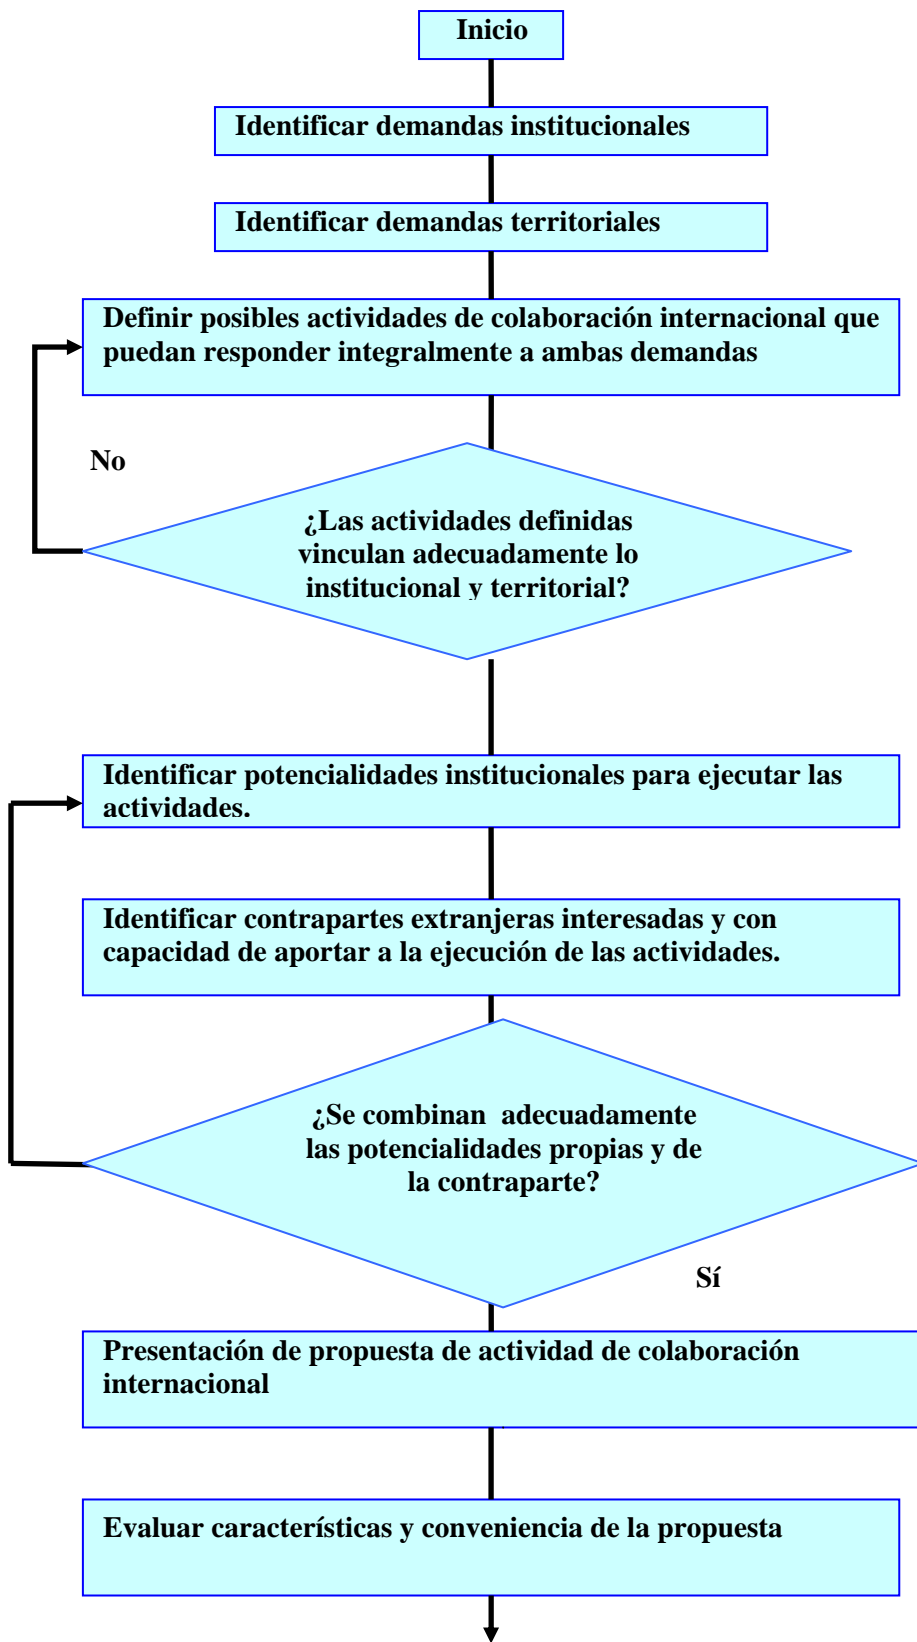 Inicio
Identificar demandas institucionales
Identificar demandas territoriales
Definir posibles actividades de colaboración internacional que
puedan responder integralmente a ambas demandas
No
¿Las actividades definidas
vinculan adecuadamente lo
institucional y territorial?
Identificar potencialidades institucionales para ejecutar las
actividades.
Identificar contrapartes extranjeras interesadas y con
capacidad de aportar a la ejecución de las actividades.
¿Se combinan  adecuadamente
las potencialidades propias y de
la contraparte?
Sí
Presentación de propuesta de actividad de colaboración
internacional
Evaluar características y conveniencia de la propuesta